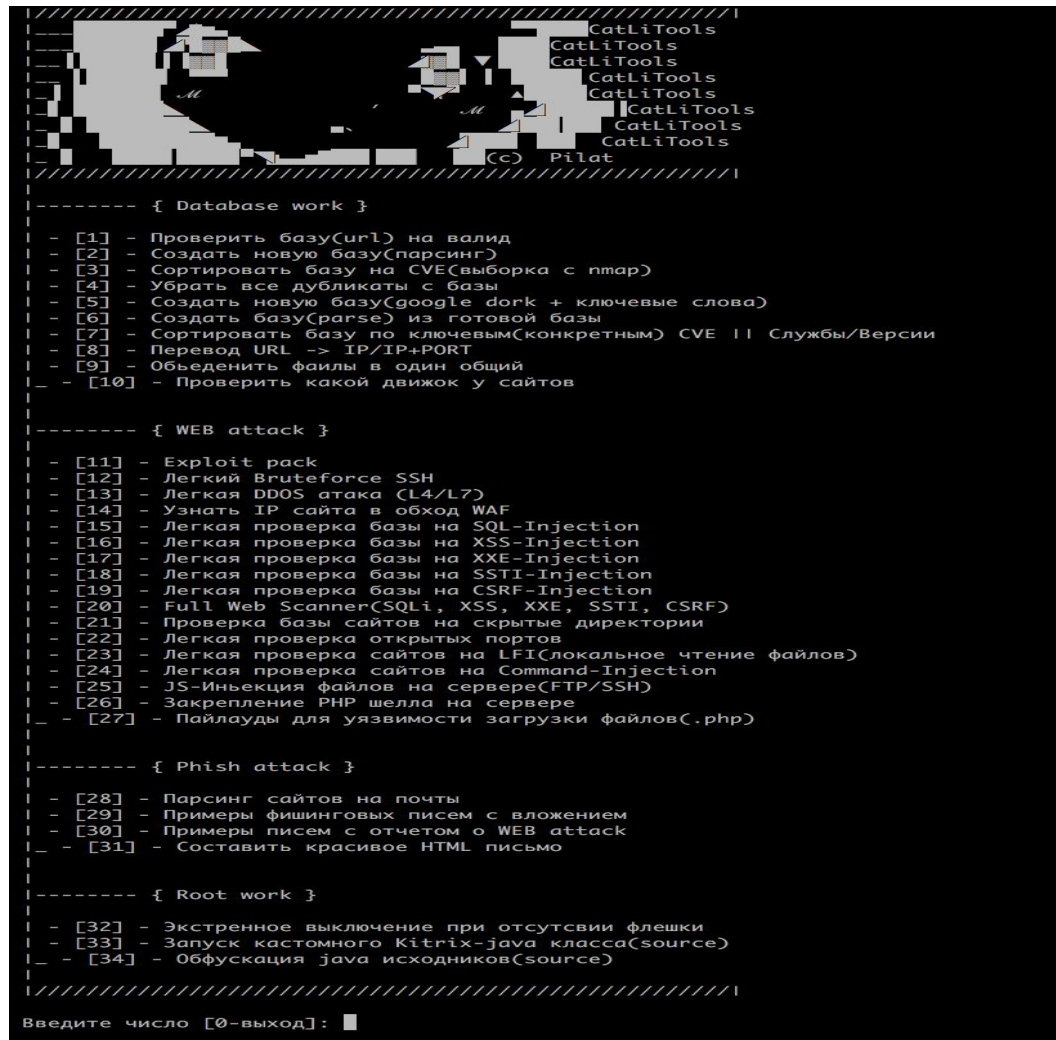 CatLiTools
CatLiTools
CatLiTools
CatLiTools
CatLiTools
CatLiTools
CatLiTools
CatLiTools
(c) Pilat
-------- { Database work }
- [1] - Проверить базу(url) на валид
- [2] - Создать новую базу(парсинг)
- [3] - Сортировать базу на CVE(выборка с nmap)
- [4] - Убрать все дубликаты с базы
- [5] - Создать новую базу(google dork + ключевые слова)
- [6] - Создать базу(parse) из готовой базы
- [7] - Сортировать базу по ключевым(конкретным) CVE || Службы/Версии
- [8] - Перевод URL -> IP/IP+PORT
- [9] - Обьеденить фаилы в один общий
_ - [10] - Проверить какой движок у сайтов
-------- { WEB attack }
- [11] - Exploit pack
- [12] - Легкий Bruteforce SSH
- [13] - Легкая DDOS атака (L4/L7)
- [14] - Узнать IP сайта в обход WAF
- [15] - Легкая проверка базы на SQL-Injection
- [16] - Легкая проверка базы на XSS-Injection
- [17] - Легкая проверка базы на XXE-Injection
- [18] - Легкая проверка базы на SSTI-Injection
- [19] - Легкая проверка базы на CSRF-Injection
- [20] - Full Web Scanner(SQLi, XSS, XXE, SSTI, CSRF)
- [21] - Проверка базы сайтов на скрытые директории
- [22] - Легкая проверка открытых портов
- [23] - Легкая проверка сайтов на LFI(локальное чтение файлов)
- [24] - Легкая проверка сайтов на Command-Injection
- [25] - JS-Иньекция файлов на сервере(FTP/SSH)
- [26] - Закрепление PHP шелла на сервере
_ - [27] - Пайлауды для уязвимости загрузки файлов(.php)
-------- { Phish attack }
- [28] - Парсинг сайтов на почты
- [29] - Примеры фишинговых писем с вложением
- [30] - Примеры писем с отчетом о WEB attack
_ - [31] - Составить красивое HTML письмо
-------- { Root work }
- [32] - Экстренное выключение при отсутсвии флешки
- [33] - Запуск кастомного Kitrix-java класса(source)
_ - [34] - Обфускация java исходников(source)
Введите число [0-выход]: